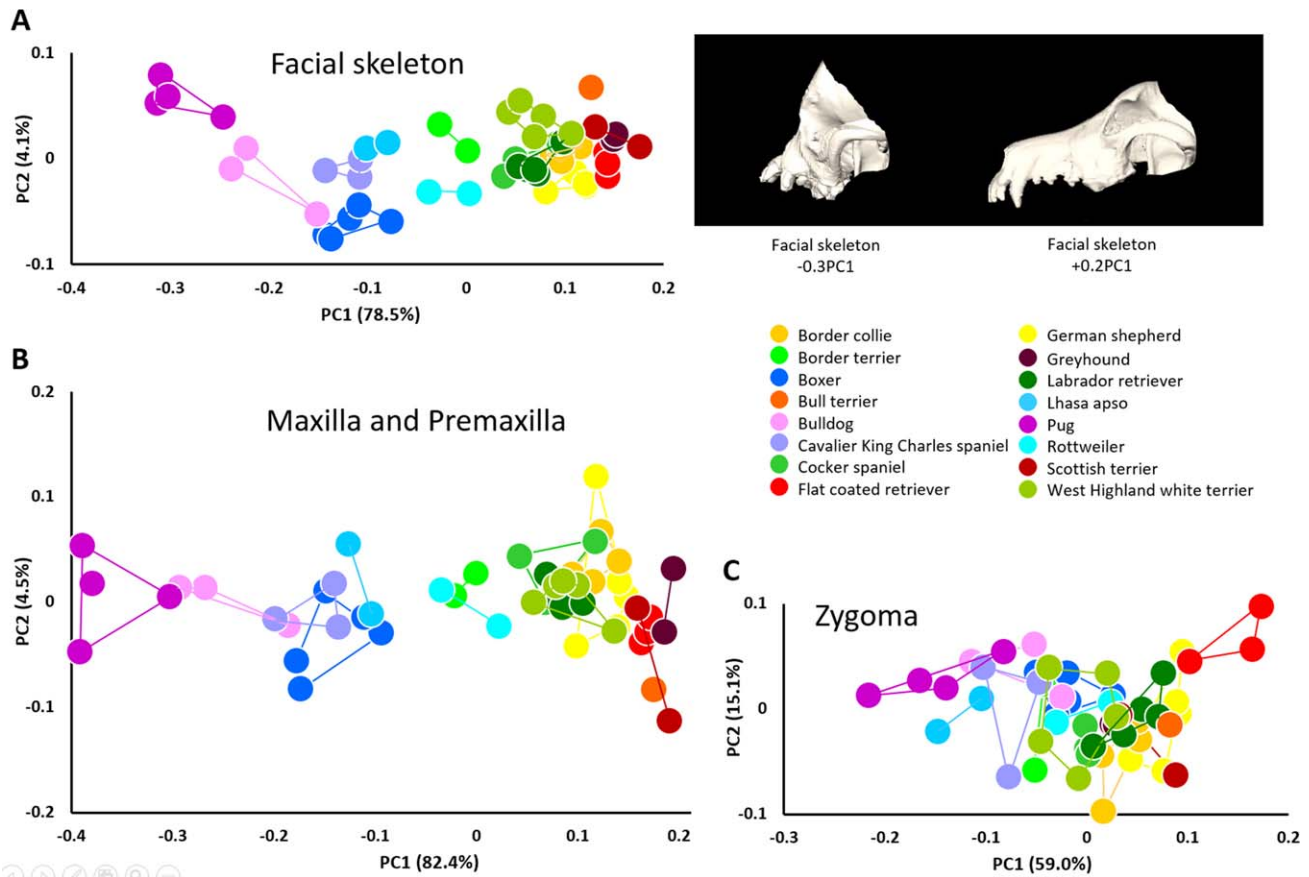 A
Facial skeleton
0.1
0
-0.1
PC2 (4.1%)
-0.4
-0.3
-0.2
-0.1
0
0.1
0.2
PC1 (78.5%)
Facial skeleton
-0.3PC1
Facial skeleton
+0.2PC1
Border collie
Border terrier
Boxer
Bull terrier
Bulldog
Cavalier King Charles spaniel
Cocker spaniel
Flat coated retriever
German shepherd
Greyhound
Labrador retriever
Lhasa apso
Pug
Rottweiler
Scottish terrier
West Highland white terrier
B
Maxilla and Premaxilla
0.2
0.1
0
-0.1
-0.2
PC2 (4.5%)
-0.4
-0.3
-0.2
-0.1
0
0.1
0.2
PC1 (82.4%)
C
Zygoma
0.1
0
-0.1
PC2 (15.1%)
-0.3
-0.2
-0.1
0
0.1
0.2
PC1 (59.0%)